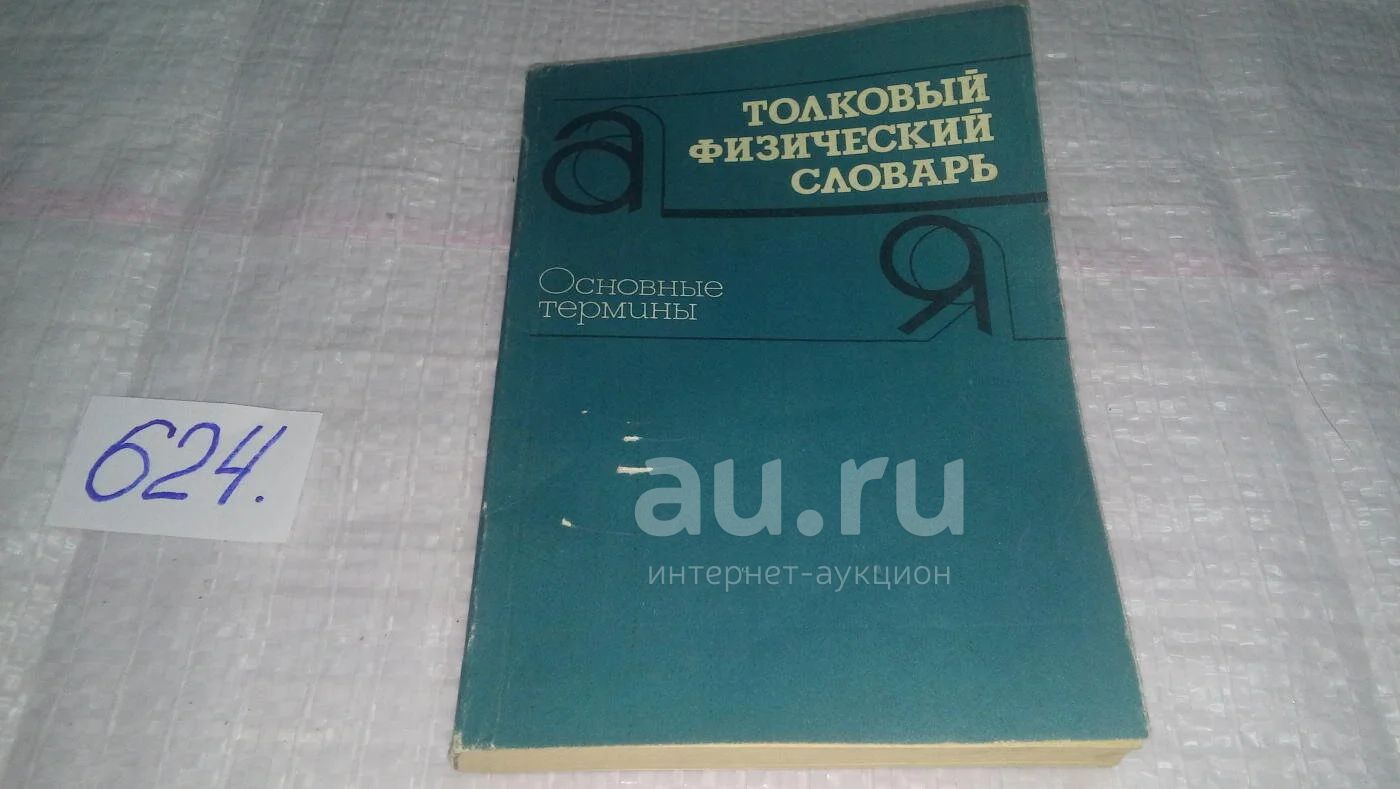 ТОЛКОВЫЙ
ФИЗИЧЕСКИЙ
СЛОВАРЬ
а
Я
Основные
термины
624.
au.ru
интернет-аукцион